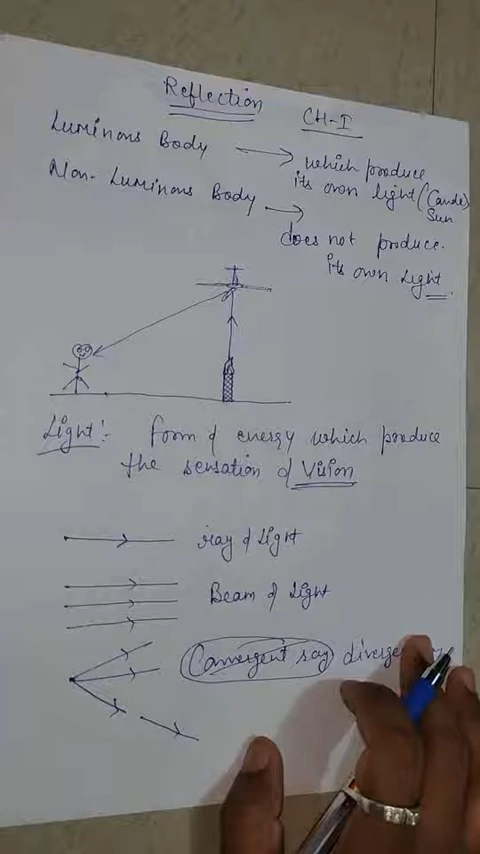 Reflection CH-I
Luminous Body → which produce
its own light (Candle)
Sun
Non-Luminous Body →
does not produce
its own Light
Light:- form of energy which produce
the sensation of Vision
ray of light
Beam of light
Convergent ray